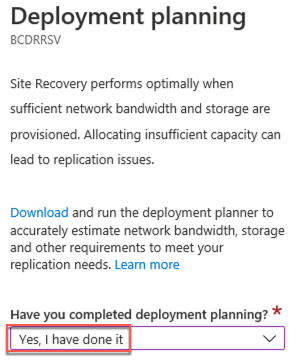 Deployment planning
BCDRRSV
Site Recovery performs optimally when
sufficient network bandwidth and storage are
provisioned. Allocating insufficient capacity can
lead to replication issues.
Download and run the deployment planner to
accurately estimate network bandwidth, storage
and other requirements to meet your
replication needs. Learn more
Have you completed deployment planning? *
Yes, I have done it